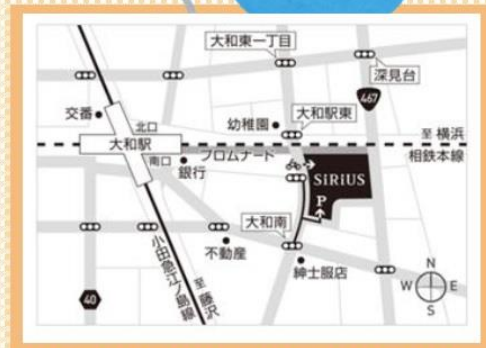 大和東一丁目
深見台
467
交番
北口
幼稚園
大和駅東
至 横浜
大和駅
相鉄本線
南口
プロムナード
銀行
SiRiUS
P
大和南
不動産
紳士服店
小田急江ノ島線
至 藤沢
40
N
W E
S